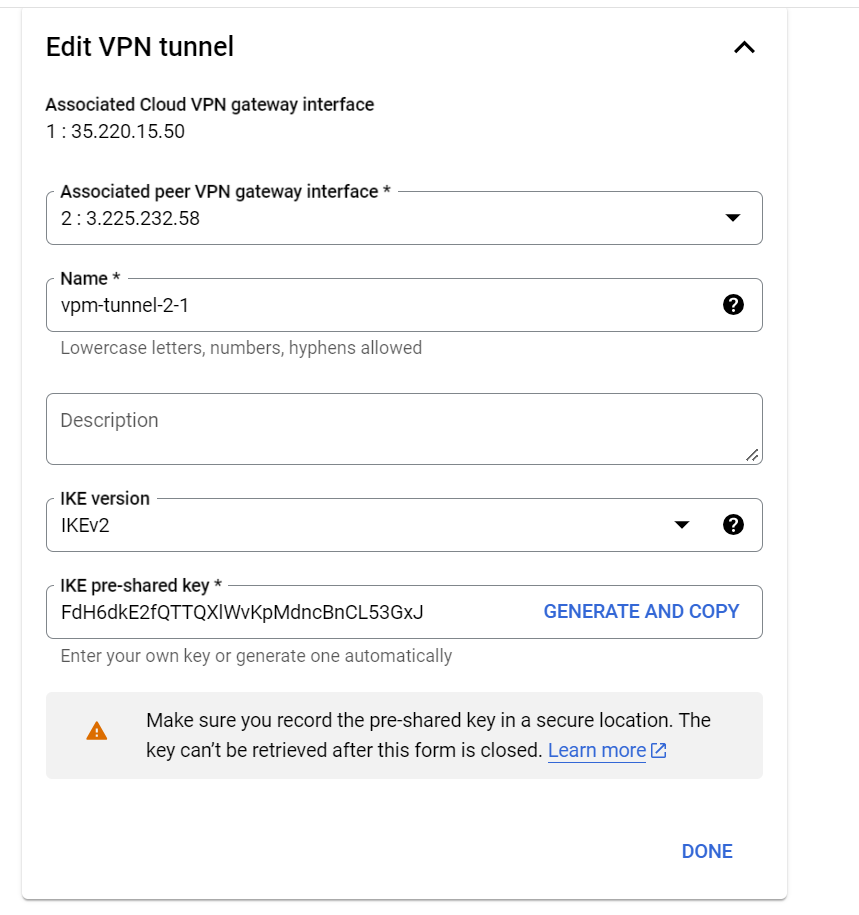 Edit VPN tunnel
Associated Cloud VPN gateway interface
1 : 35.220.15.50
Associated peer VPN gateway interface *
2 : 3.225.232.58
Name *
vpm-tunnel-2-1
Lowercase letters, numbers, hyphens allowed
Description
IKE version
IKEv2
IKE pre-shared key *
FdH6dkE2fQTTQXlWvKpMdncBnCL53GxJ
GENERATE AND COPY
Enter your own key or generate one automatically
Make sure you record the pre-shared key in a secure location. The
key can’t be retrieved after this form is closed. Learn more
DONE